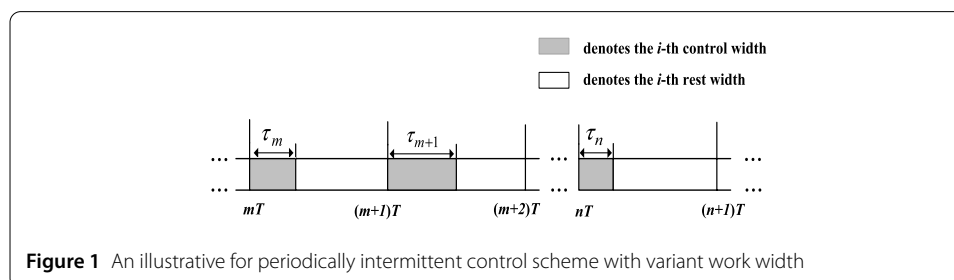 denotes the i-th control width
denotes the i-th rest width
τm τm+1 τn
... ... ...
... ... ...
mT (m+1)T (m+2)T nT (n+1)T
Figure 1 An illustrative for periodically intermittent control scheme with variant work width